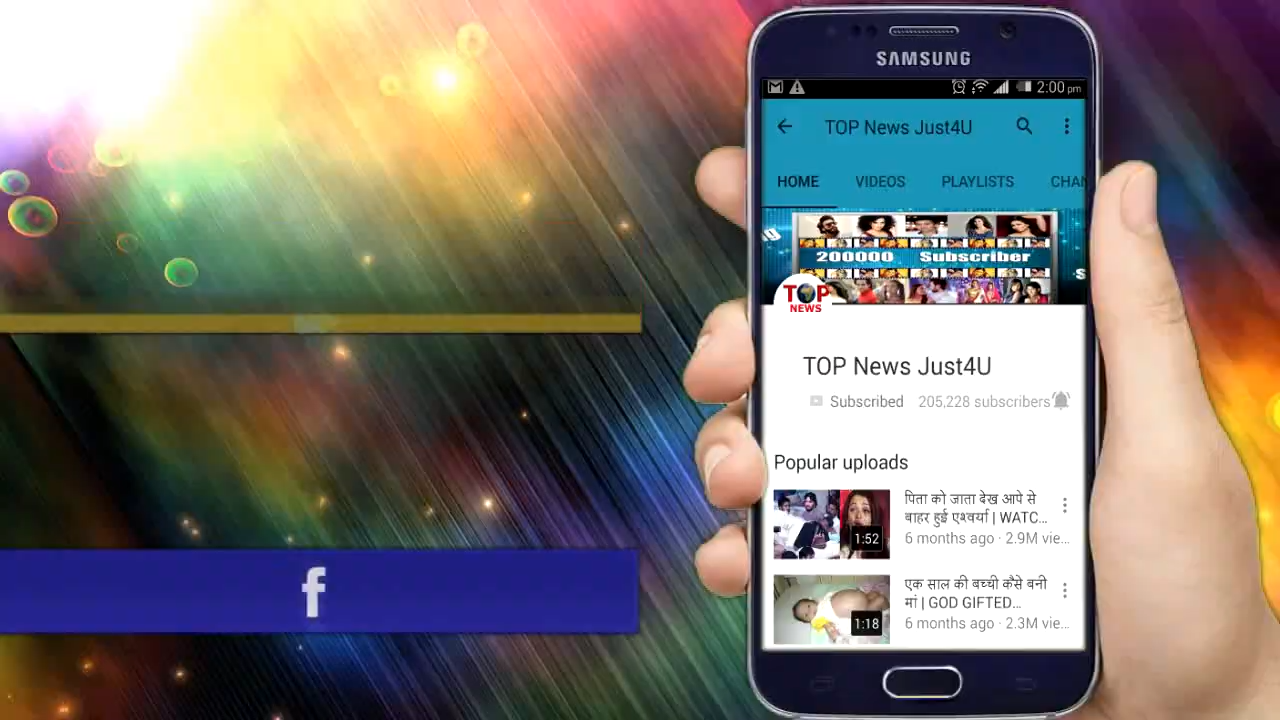 SAMSUNG
2:00 pm
TOP News Just4U
HOME VIDEOS PLAYLISTS CHAN
200000 Subscriber
TOP
NEWS
TOP News Just4U
Subscribed 205,228 subscribers
Popular uploads
पिता को जाता देख आपे से
बाहर हुई एश्वर्या | WATC...
6 months ago · 2.9M vie...
1:52
एक साल की बच्ची कैसे बनी
मां | GOD GIFTED...
6 months ago · 2.3M vie...
1:18
f